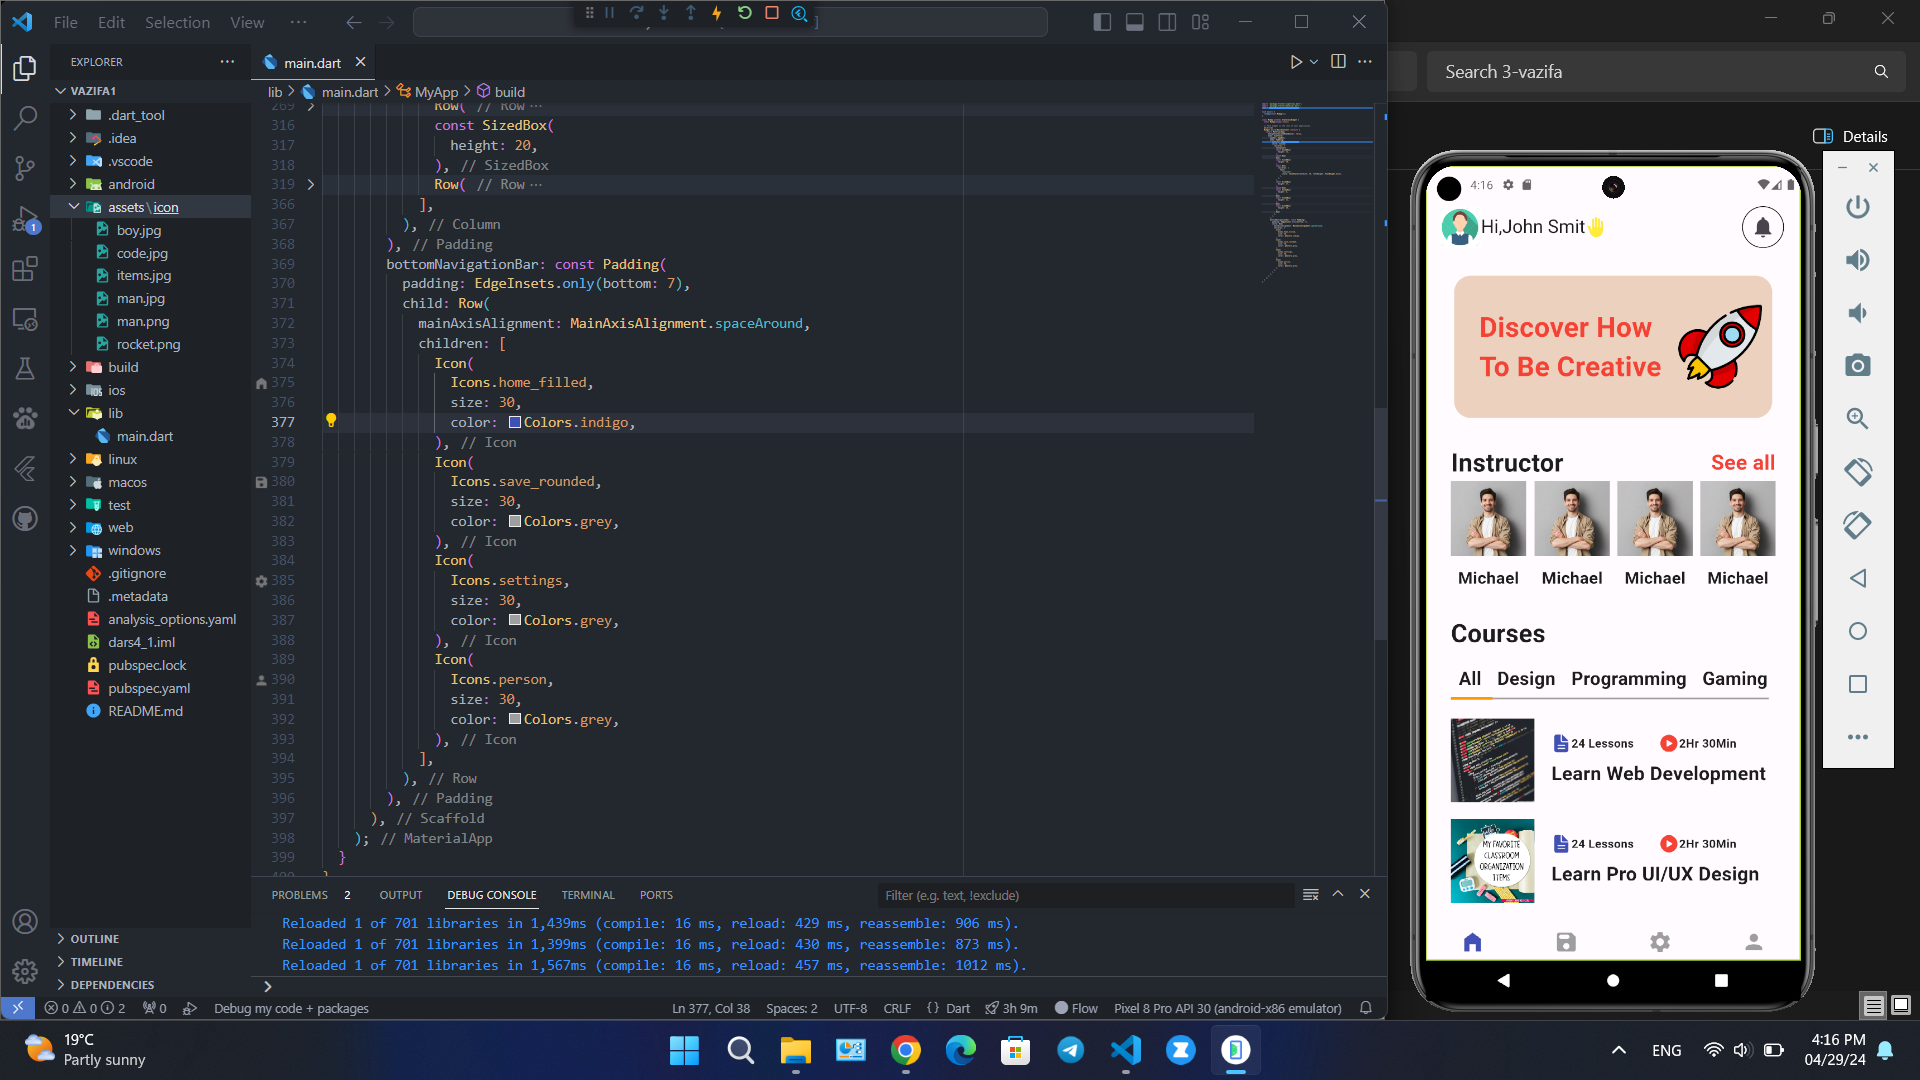 File Edit Selection View ···
EXPLORER ···
main.dart
VAZIFA1
.dart_tool
.idea
.vscode
android
assets\icon
boy.jpg
code.jpg
items.jpg
man.jpg
man.png
rocket.png
build
ios
lib
main.dart
linux
macos
test
web
windows
.gitignore
.metadata
analysis_options.yaml
dars4_1.iml
pubspec.lock
pubspec.yaml
README.md
OUTLINE
TIMELINE
DEPENDENCIES
lib > main.dart > MyApp > build
269 Row( // Row ···
316 const SizedBox(
317 height: 20,
318 ), // SizedBox
319 Row( // Row ···
366 ],
367 ), // Column
368 ), // Padding
369 bottomNavigationBar: const Padding(
370 padding: EdgeInsets.only(bottom: 7),
371 child: Row(
372 mainAxisAlignment: MainAxisAlignment.spaceAround,
373 children: [
374 Icon(
375 Icons.home_filled,
376 size: 30,
377 color: Colors.indigo,
378 ), // Icon
379 Icon(
380 Icons.save_rounded,
381 size: 30,
382 color: Colors.grey,
383 ), // Icon
384 Icon(
385 Icons.settings,
386 size: 30,
387 color: Colors.grey,
388 ), // Icon
389 Icon(
390 Icons.person,
391 size: 30,
392 color: Colors.grey,
393 ), // Icon
394 ],
395 ), // Row
396 ), // Padding
397 ), // Scaffold
398 ); // MaterialApp
399 }
PROBLEMS 2 OUTPUT DEBUG CONSOLE TERMINAL PORTS Filter (e.g. text, !exclude)
Reloaded 1 of 701 libraries in 1,439ms (compile: 16 ms, reload: 429 ms, reassemble: 906 ms).
Reloaded 1 of 701 libraries in 1,399ms (compile: 16 ms, reload: 430 ms, reassemble: 873 ms).
Reloaded 1 of 701 libraries in 1,567ms (compile: 16 ms, reload: 457 ms, reassemble: 1012 ms).
0 0 2 0 Debug my code + packages Ln 377, Col 38 Spaces: 2 UTF-8 CRLF {} Dart 3h 9m Flow Pixel 8 Pro API 30 (android-x86 emulator)
Search 3-vazifa
Details
4:16
Hi,John Smit
Discover How
To Be Creative
Instructor See all
Michael Michael Michael Michael
Courses
All Design Programming Gaming
24 Lessons 2Hr 30Min
Learn Web Development
MY FAVORITE
CLASSROOM
ORGANIZATION
ITEMS
24 Lessons 2Hr 30Min
Learn Pro UI/UX Design
19°C
Partly sunny
ENG
4:16 PM
04/29/24